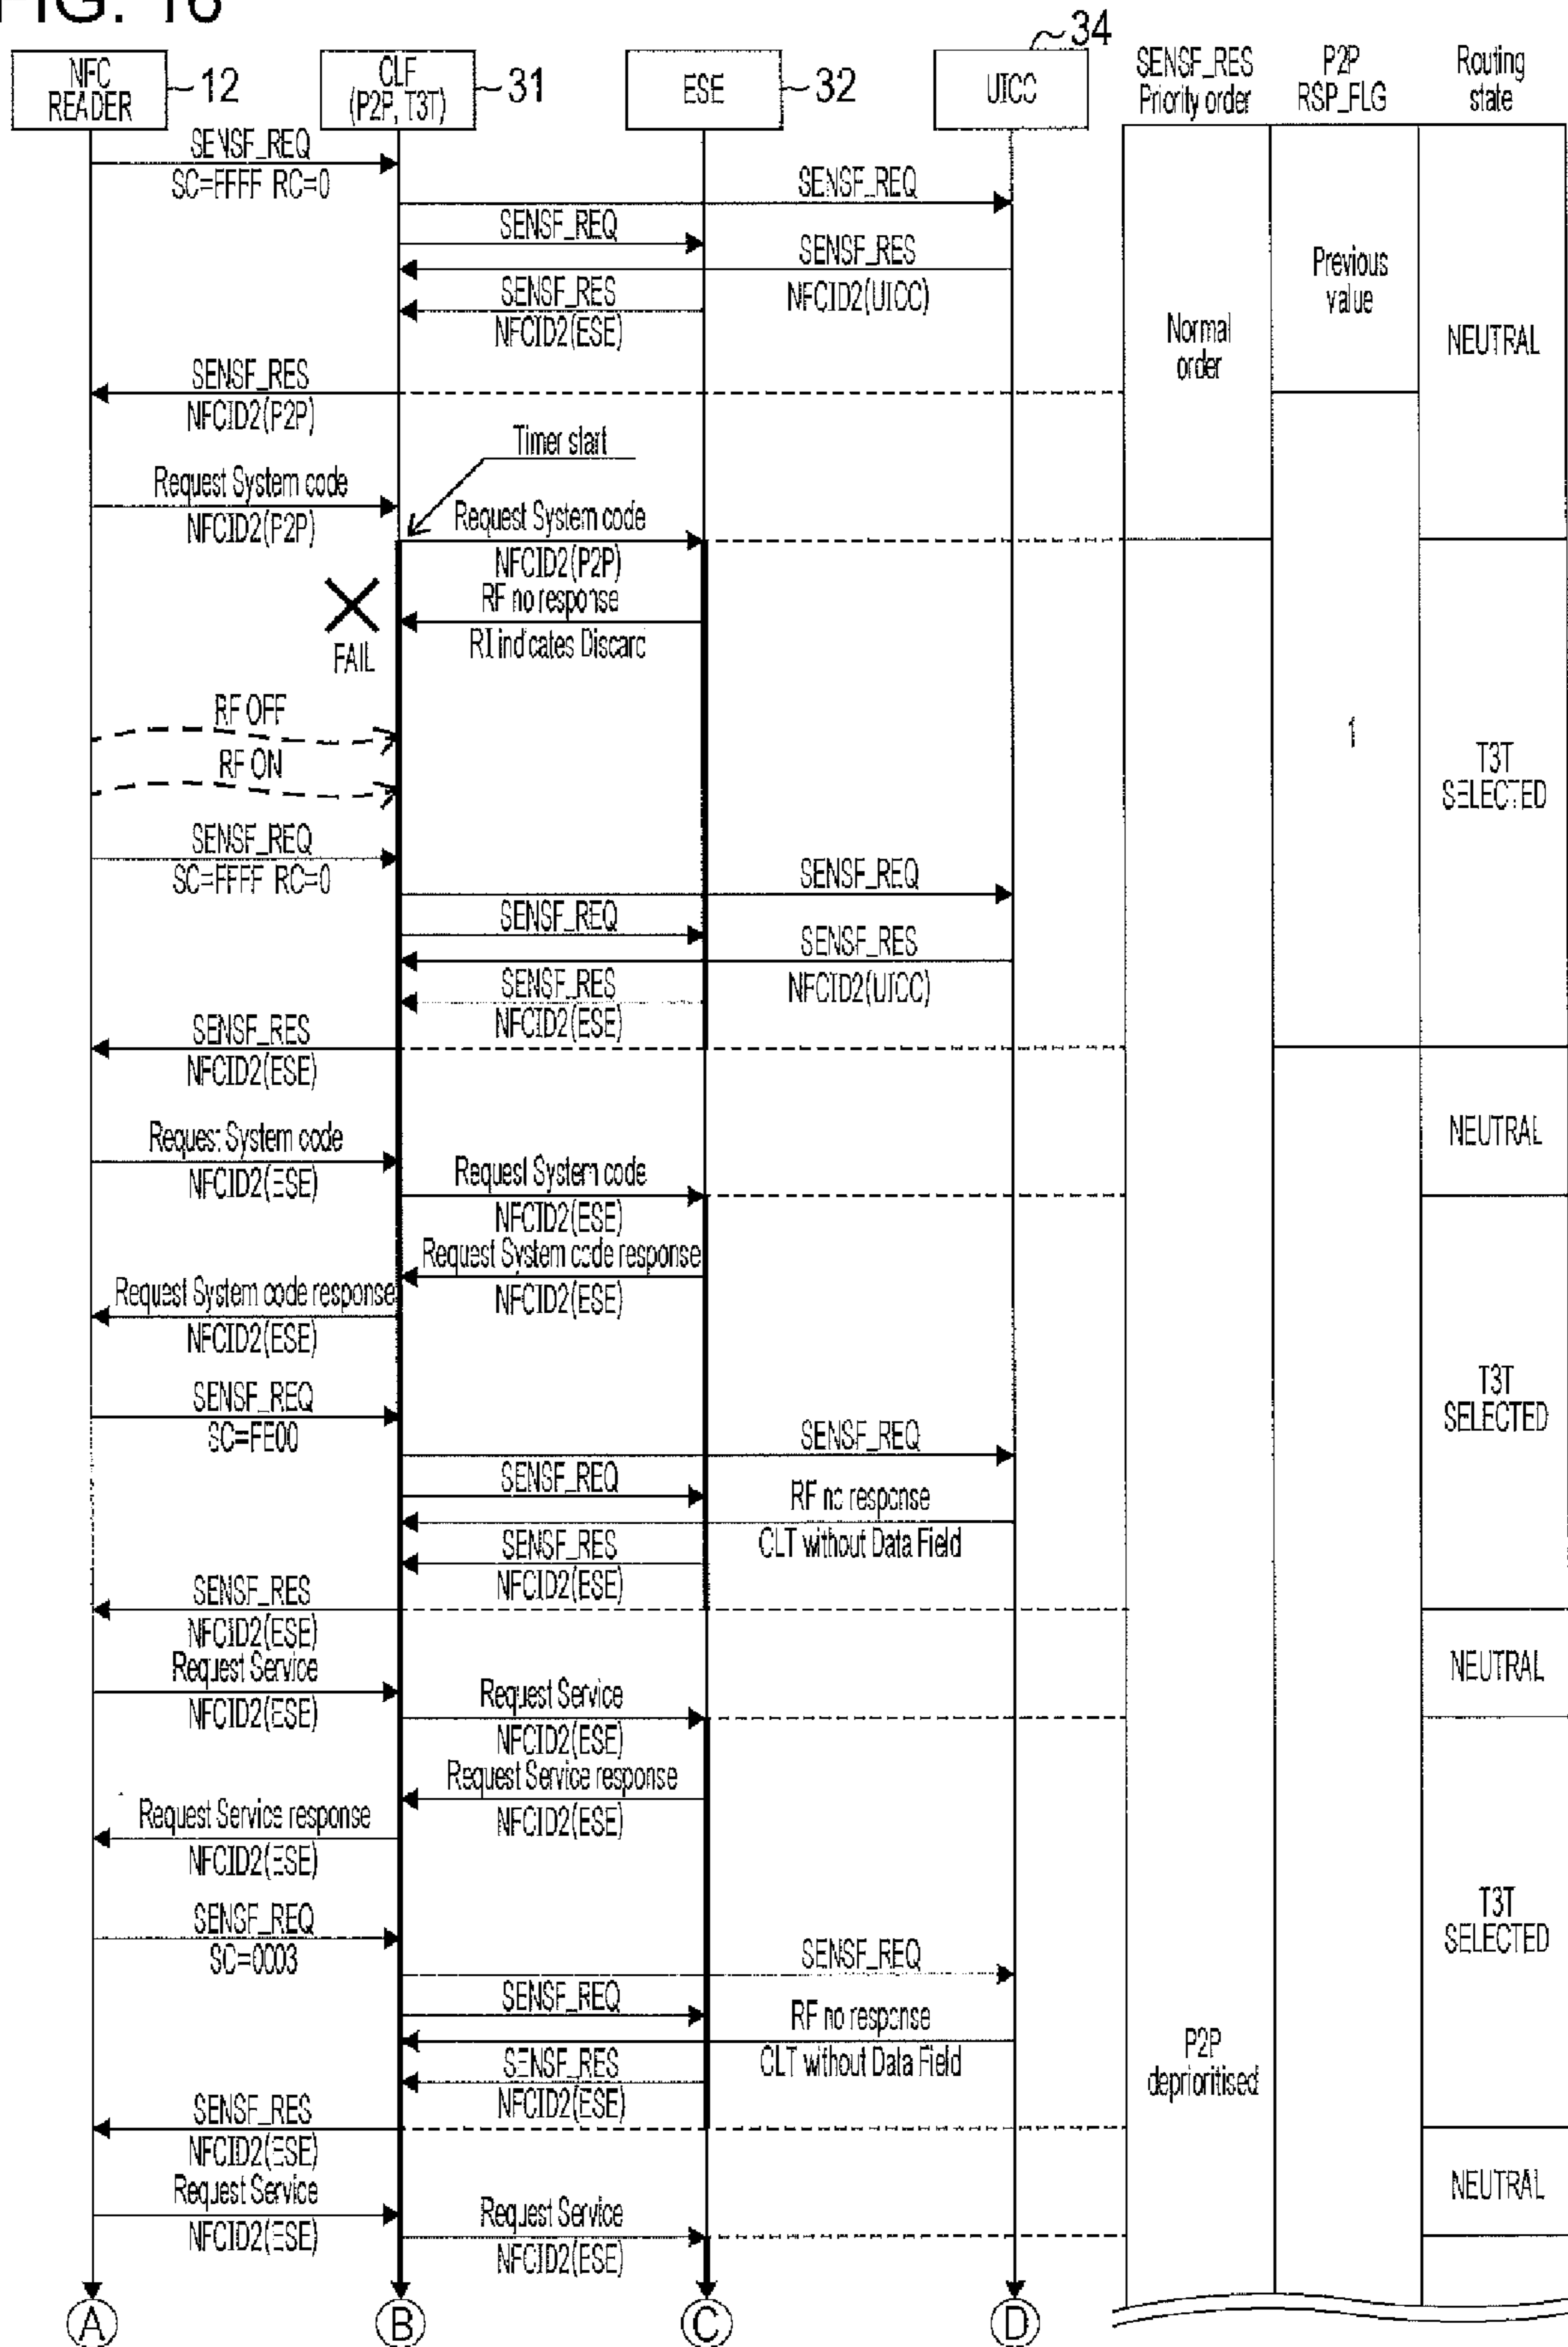 FIG. 16
34
NFC
READER
12
CLF
(P2P, T3T)
31
ESE
32
UICC
SENSF_RES
Priority order
P2P
RSP_FLG
Routing
state
SENSF_REQ
SC=FFFF RC=0
SENSF_REQ
SENSF_REQ
SENSF_RES
NFCID2(UICC)
SENSF_RES
NFCID2(ESE)
Previous
value
Normal
order
NEUTRAL
SENSF_RES
NFCID2(P2P)
Timer start
Request System code
NFCID2(P2P)
Request System code
NFCID2(P2P)
RF no response
RI indicates Discard
FAIL
RF OFF
RF ON
1
T3T
SELECTED
SENSF_REQ
SC=FFFF RC=0
SENSF_REQ
SENSF_REQ
SENSF_RES
NFCID2(UICC)
SENSF_RES
NFCID2(ESE)
SENSF_RES
NFCID2(ESE)
NEUTRAL
Request System code
NFCID2(ESE)
Request System code
NFCID2(ESE)
Request System code response
NFCID2(ESE)
Request System code response
NFCID2(ESE)
T3T
SELECTED
SENSF_REQ
SC=FE00
SENSF_REQ
SENSF_REQ
RF no response
CLT without Data Field
SENSF_RES
NFCID2(ESE)
SENSF_RES
NFCID2(ESE)
NEUTRAL
Request Service
NFCID2(ESE)
Request Service
NFCID2(ESE)
Request Service response
NFCID2(ESE)
Request Service response
NFCID2(ESE)
T3T
SELECTED
SENSF_REQ
SC=0003
SENSF_REQ
SENSF_REQ
RF no response
CLT without Data Field
SENSF_RES
NFCID2(ESE)
P2P
deprioritised
SENSF_RES
NFCID2(ESE)
NEUTRAL
Request Service
NFCID2(ESE)
Request Service
NFCID2(ESE)
A
B
C
D